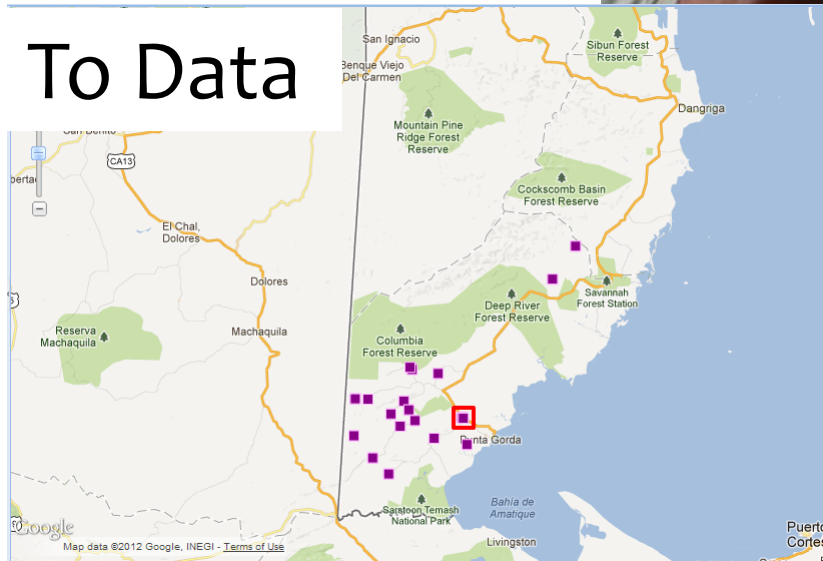 To Data
San Ignacio
Benque Viejo
Del Carmen
Sibun Forest
Reserve
Dangriga
Mountain Pine
Ridge Forest
Reserve
CA13
Cockscomb Basin
Forest Reserve
El Chal,
Dolores
Dolores
Savannah
Forest Station
Deep River
Forest Reserve
Reserva
Machaquila
Machaquila
Columbia
Forest Reserve
Punta Gorda
Sarstoon Temash
National Park
Bahia de
Amatique
Livingston
Puerto
Cortes
Google
Map data ©2012 Google, INEGI - Terms of Use